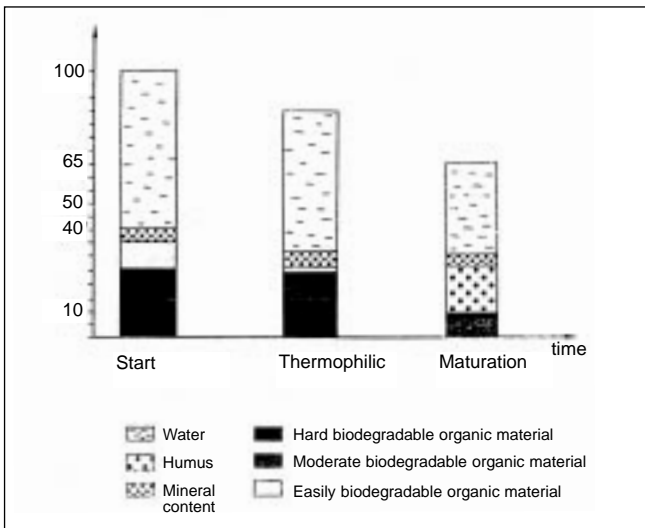 100
65
50
40
10
time
Start Thermophilic Maturation
Water Hard biodegradable organic material
Humus Moderate biodegradable organic material
Mineral content Easily biodegradable organic material